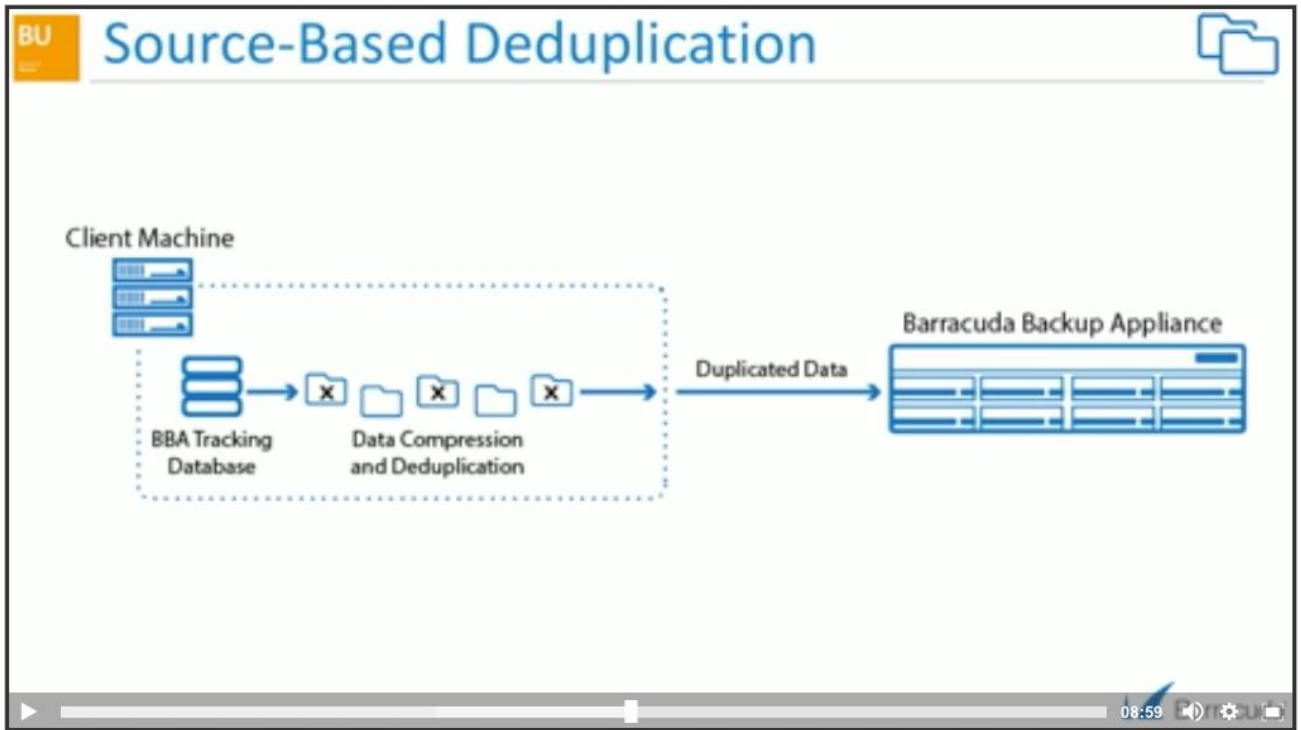 BU
Source-Based Deduplication
Client Machine
Barracuda Backup Appliance
Duplicated Data
X X X
BBA Tracking
Database
Data Compression
and Deduplication
08:59
Barracuda